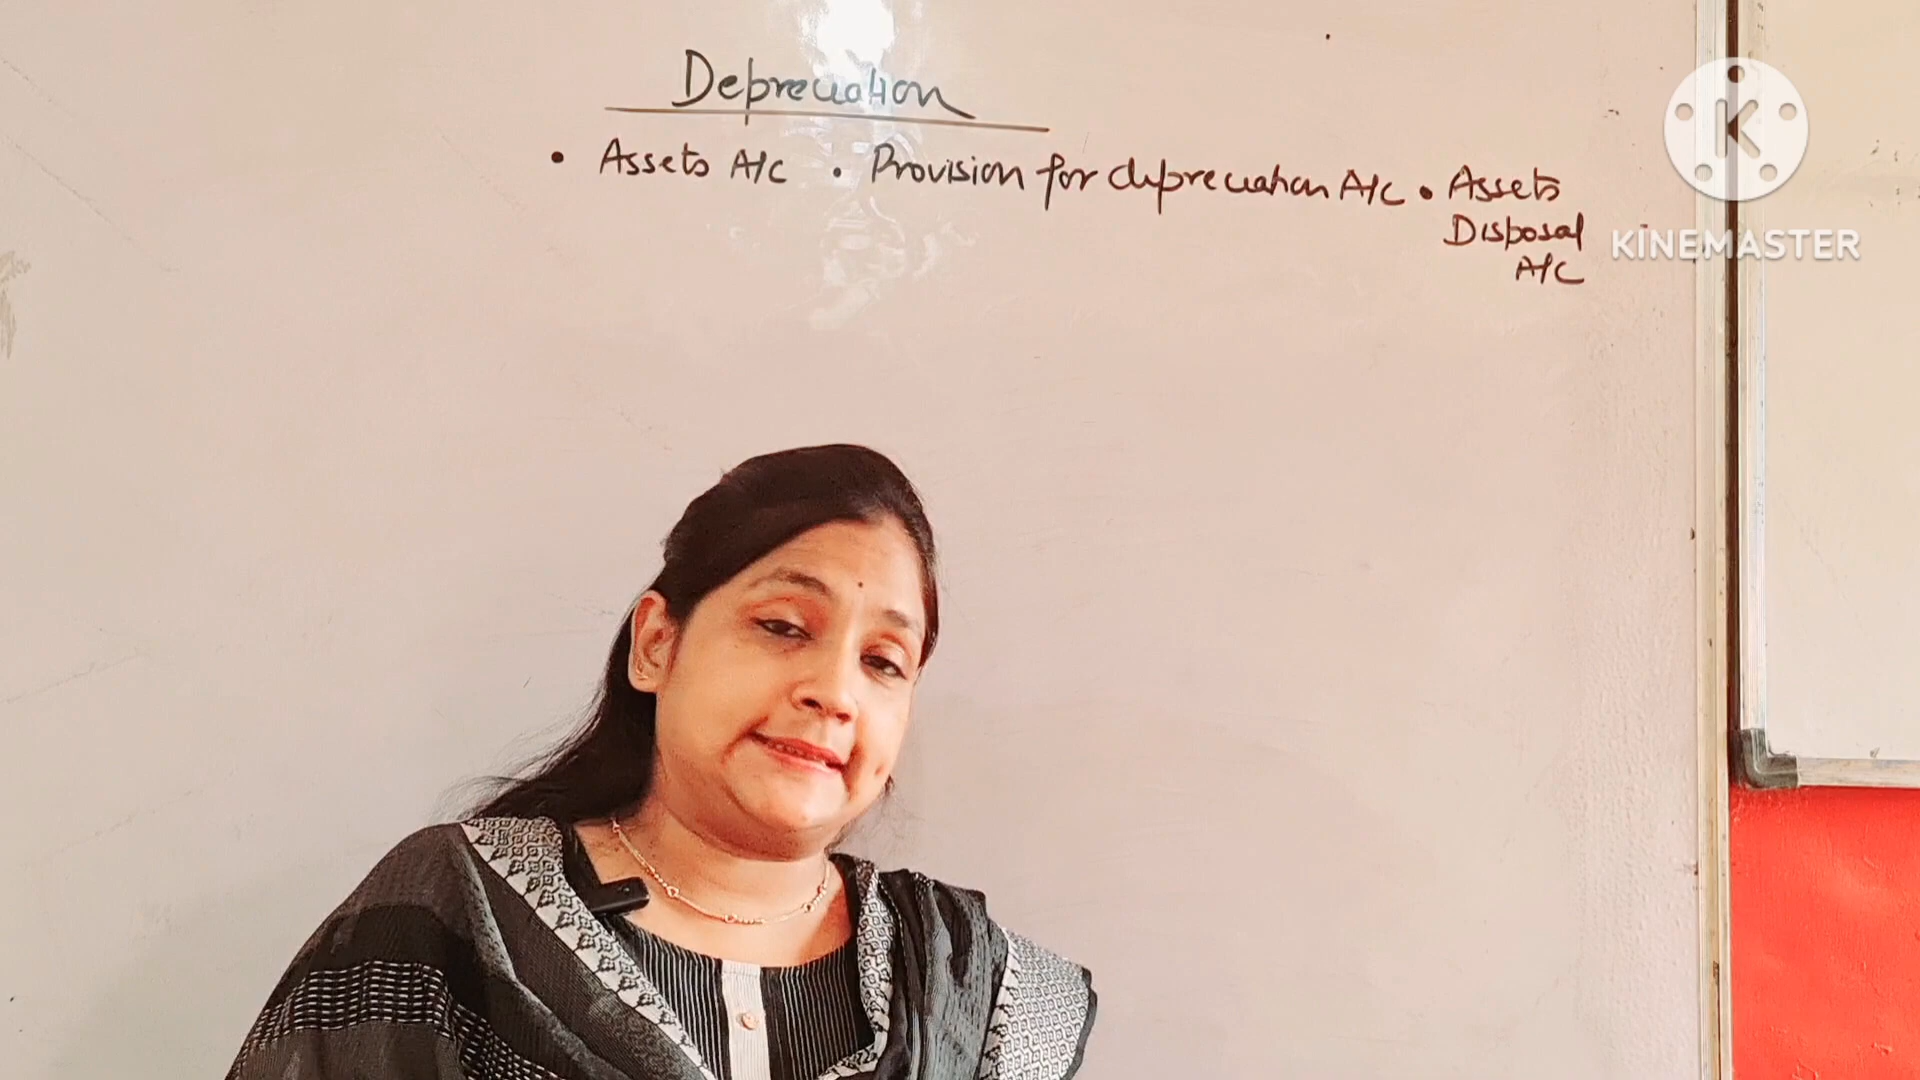 Depreciation
• Assets A/C • Provision for depreciation A/C • Assets
Disposal
A/C
K
KINEMASTER